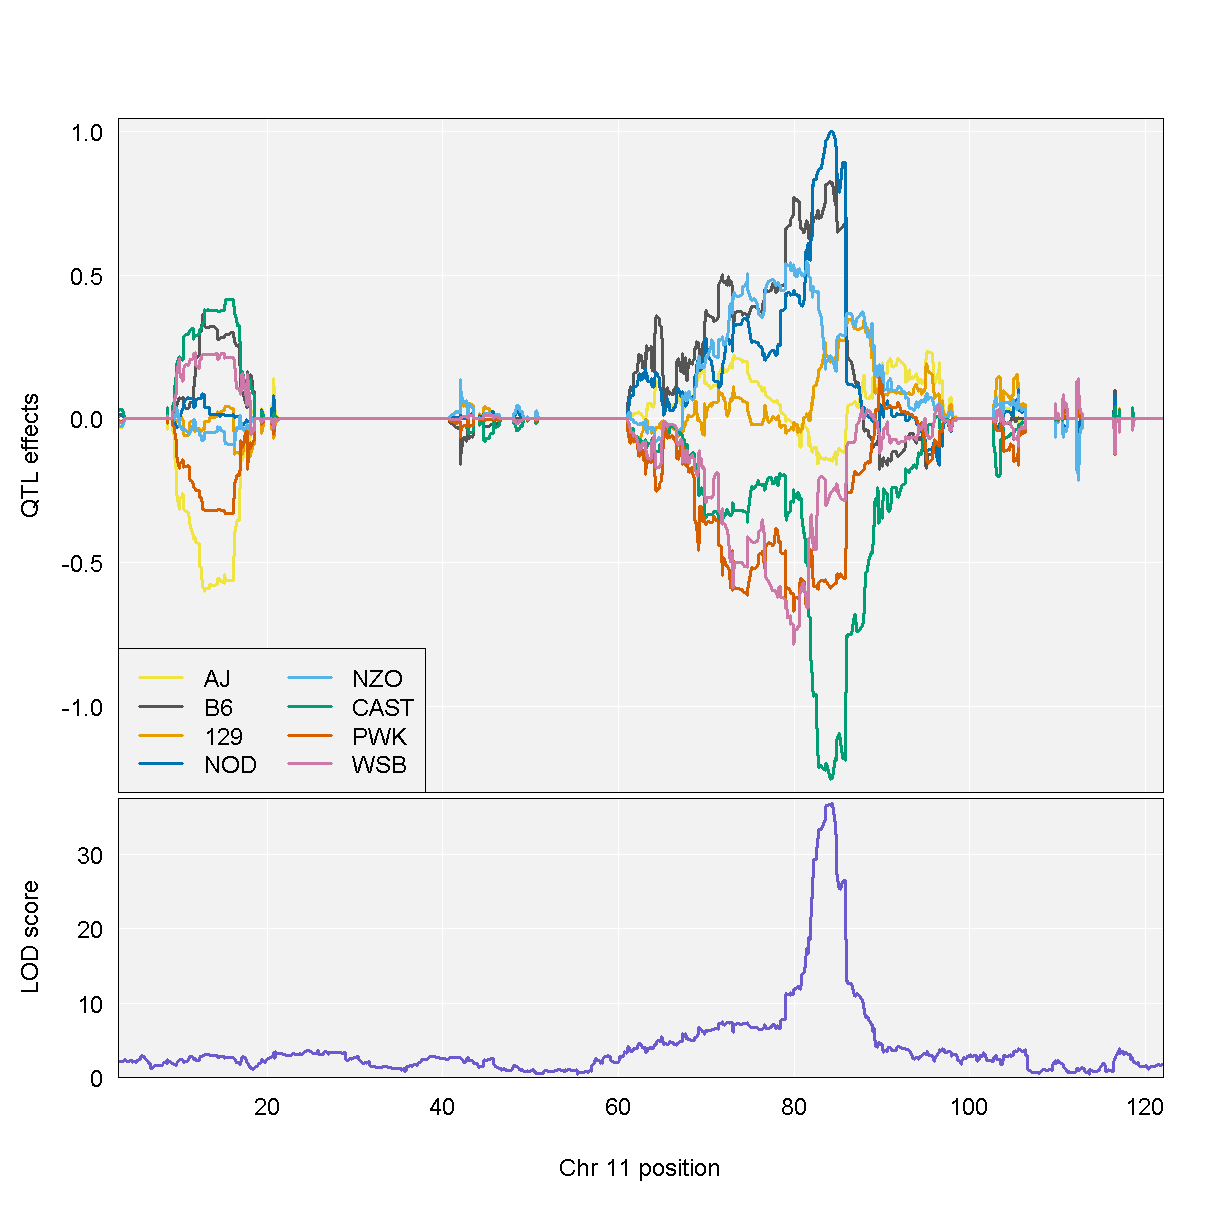 QTL effects
1.0
0.5
0.0
-0.5
-1.0
AJ NZO
B6 CAST
129 PWK
NOD WSB
LOD score
30
20
10
0
20 40 60 80 100 120
Chr 11 position